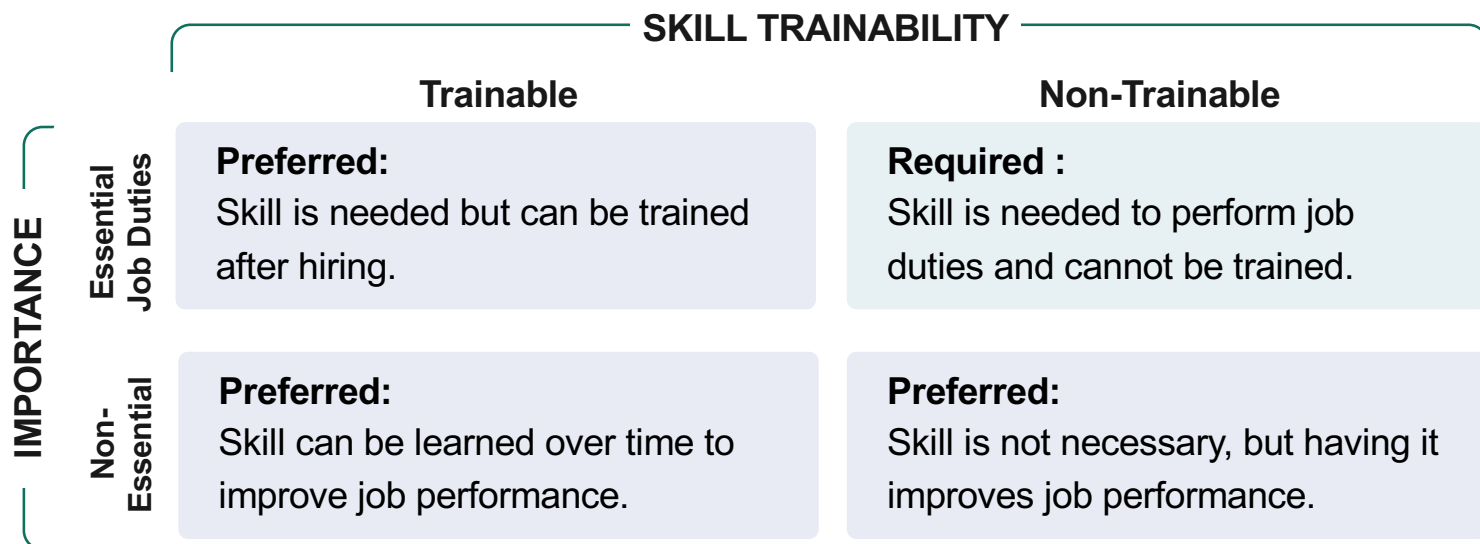 SKILL TRAINABILITY
Trainable
Non-Trainable
IMPORTANCE
Essential
Job Duties
Preferred:
Skill is needed but can be trained
after hiring.
Required :
Skill is needed to perform job
duties and cannot be trained.
Non-
Essential
Preferred:
Skill can be learned over time to
improve job performance.
Preferred:
Skill is not necessary, but having it
improves job performance.